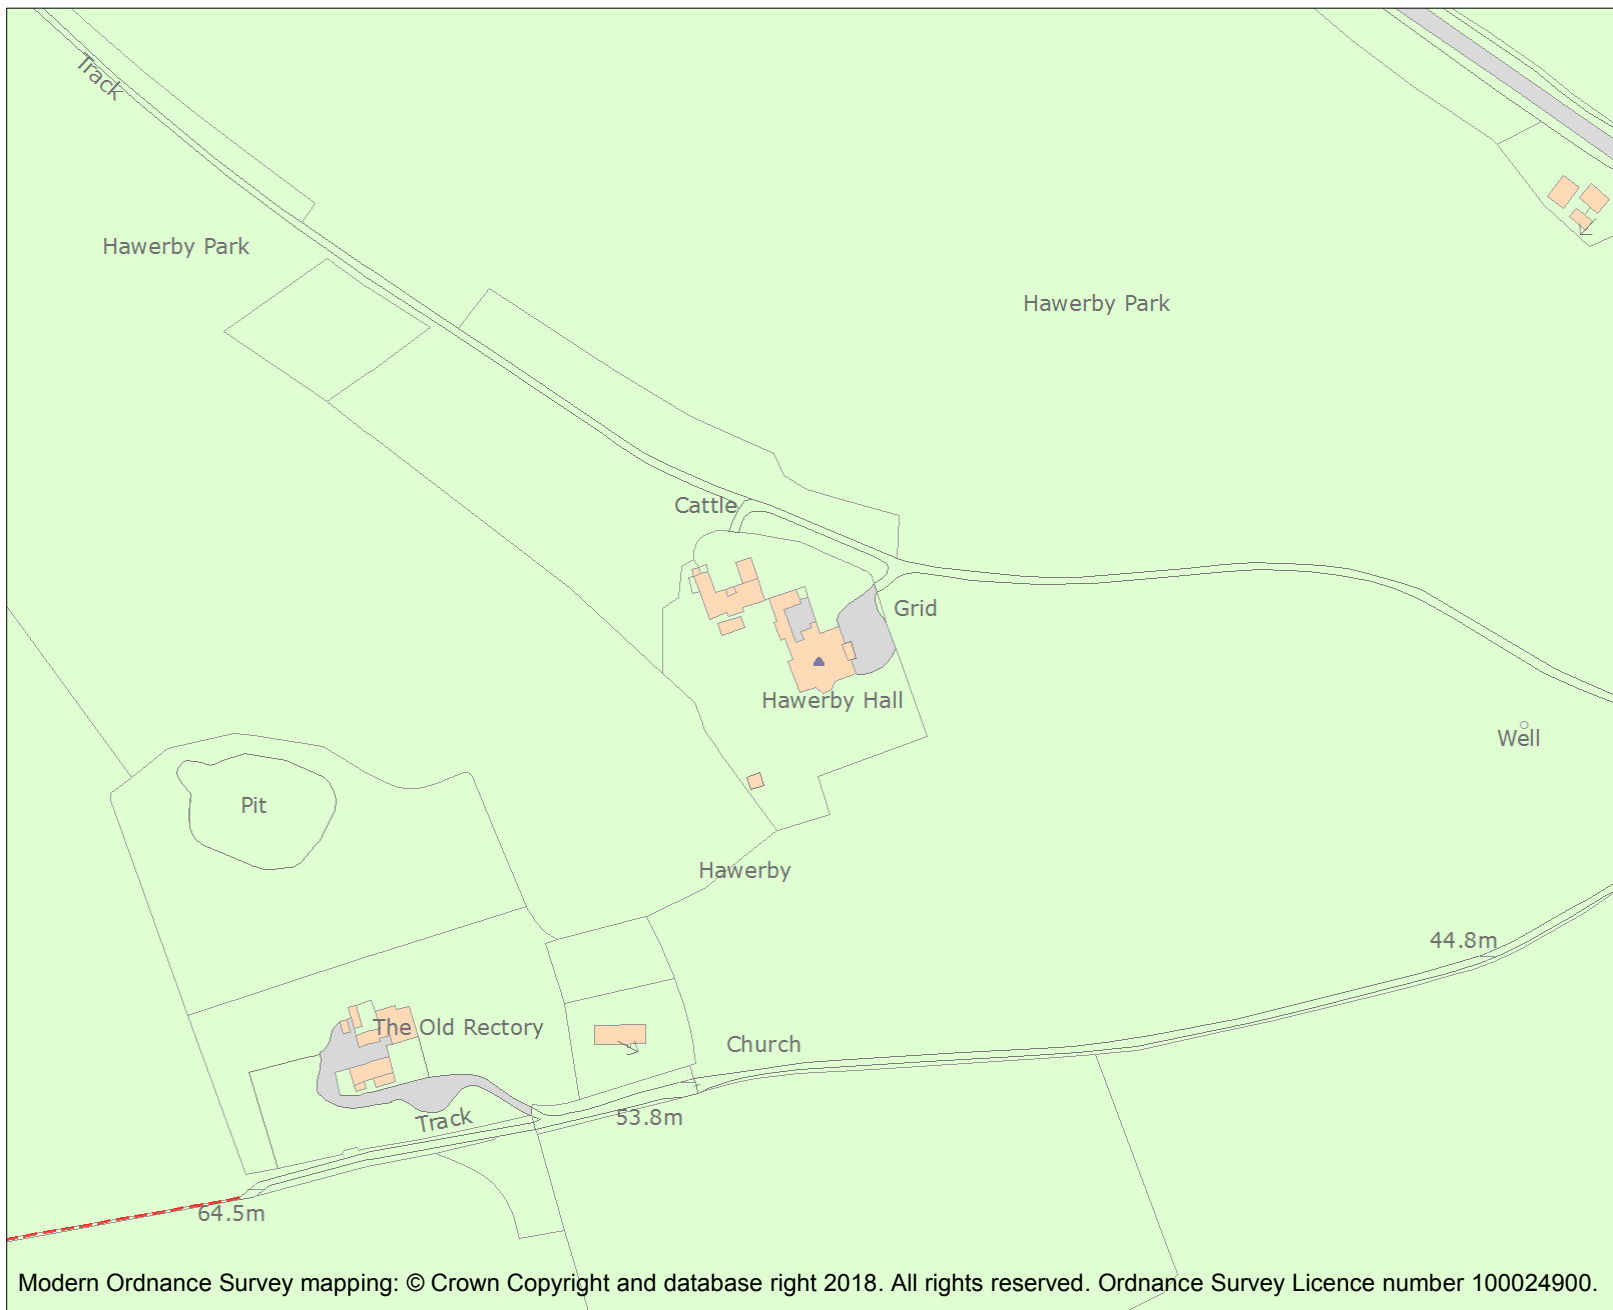 Track
Hawerby Park
Hawerby Park
Cattle
Grid
Hawerby Hall
Well
Pit
Hawerby
44.8m
The Old Rectory
Church
Track
53.8m
64.5m
Modern Ordnance Survey mapping: © Crown Copyright and database right 2018. All rights reserved. Ordnance Survey Licence number 100024900.